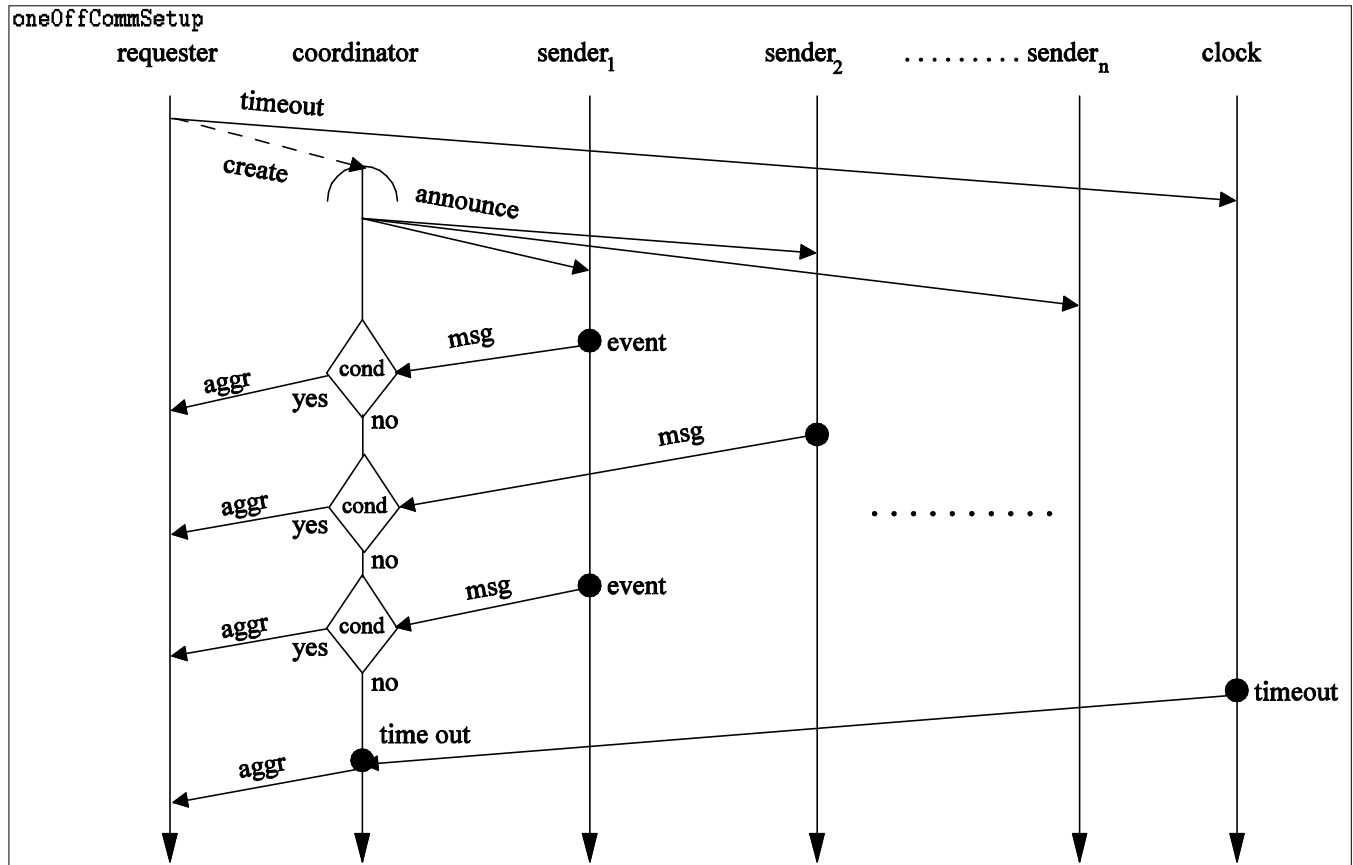 oneOffCommSetup
requester coordinator sender1 sender2 ......... sendern clock
timeout
create
announce
msg event
cond
aggr
yes
no
msg
cond
aggr
yes
..........
no
msg event
cond
aggr
yes
no
timeout
time out
aggr